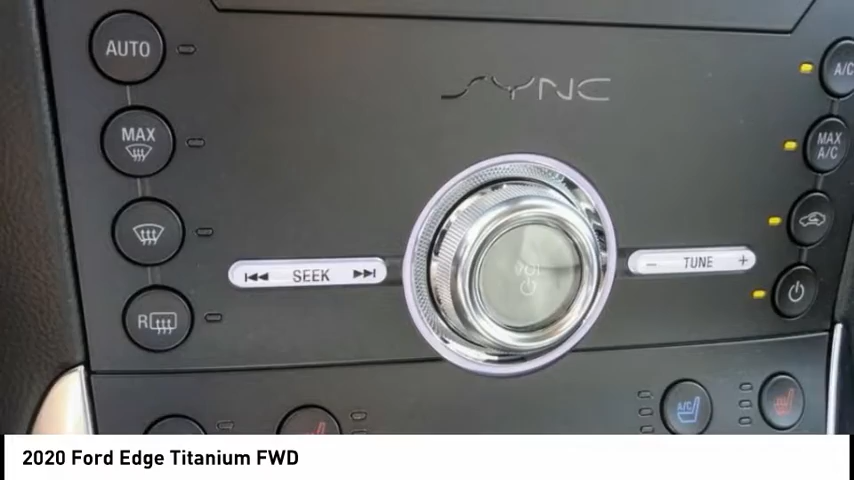 AUTO
A/C
SYNC
MAX
MAX
A/C
VOL
SEEK
− TUNE +
R
A/C
2020 Ford Edge Titanium FWD